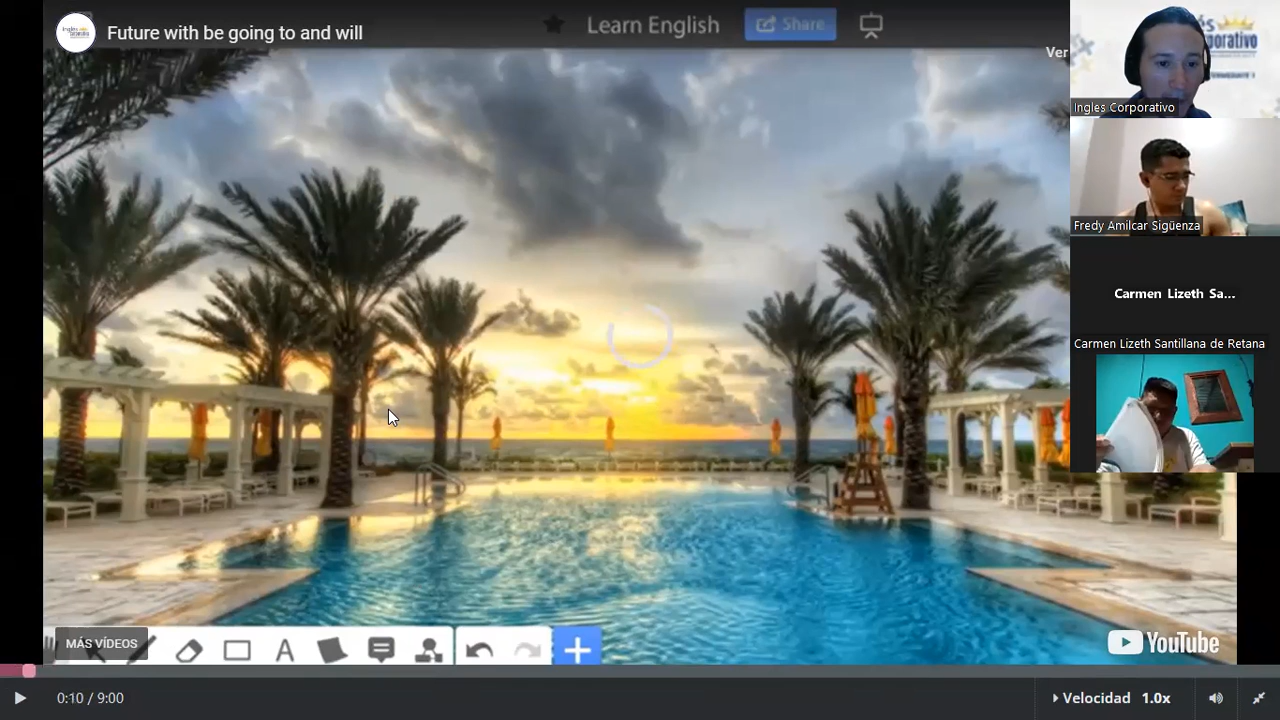 Future with be going to and will
Learn English
Share
Ver
Ingles Corporativo
Fredy Amilcar Sigüenza
Carmen Lizeth Sa...
Carmen Lizeth Santillana de Retana
MÁS VÍDEOS
A
YouTube
0:10 / 9:00
Velocidad 1.0x